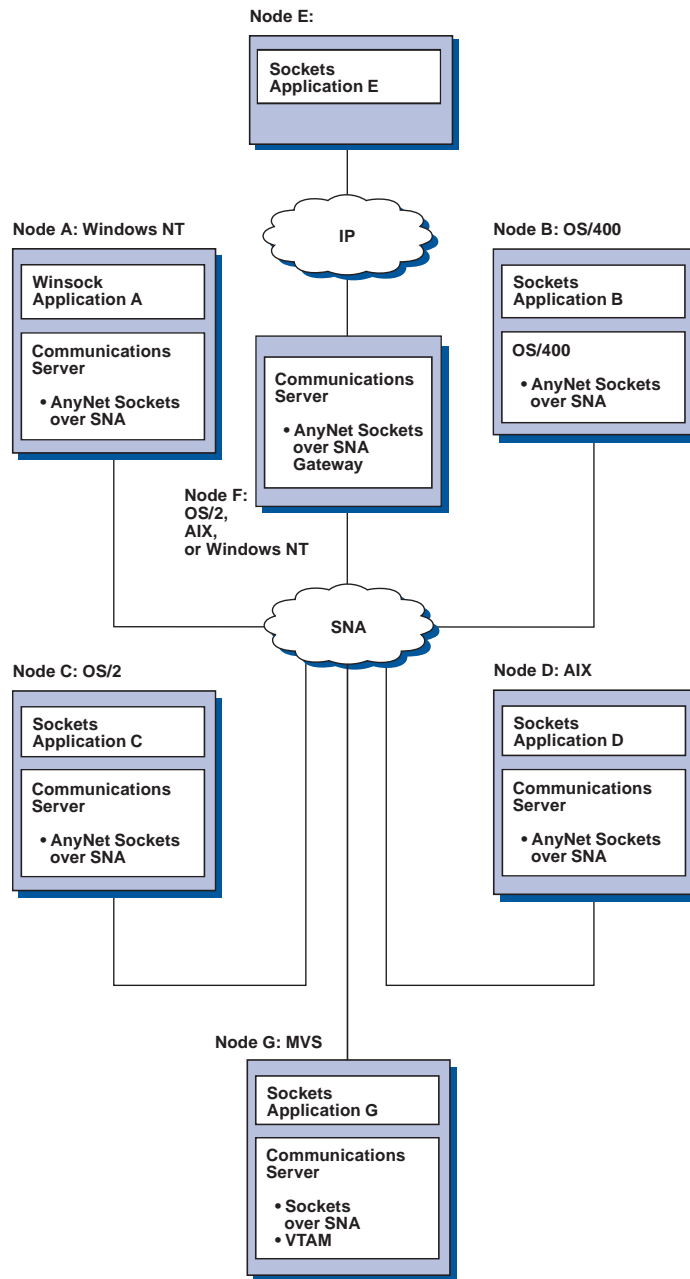 Node E:
Sockets
Application E
IP
Node A: Windows NT
Winsock
Application A
Communications
Server
• AnyNet Sockets
over SNA
Node B: OS/400
Sockets
Application B
OS/400
• AnyNet Sockets
over SNA
Communications
Server
• AnyNet Sockets
over SNA
Gateway
Node F:
OS/2,
AIX,
or Windows NT
SNA
Node C: OS/2
Sockets
Application C
Communications
Server
• AnyNet Sockets
over SNA
Node D: AIX
Sockets
Application D
Communications
Server
• AnyNet Sockets
over SNA
Node G: MVS
Sockets
Application G
Communications
Server
• Sockets
over SNA
• VTAM